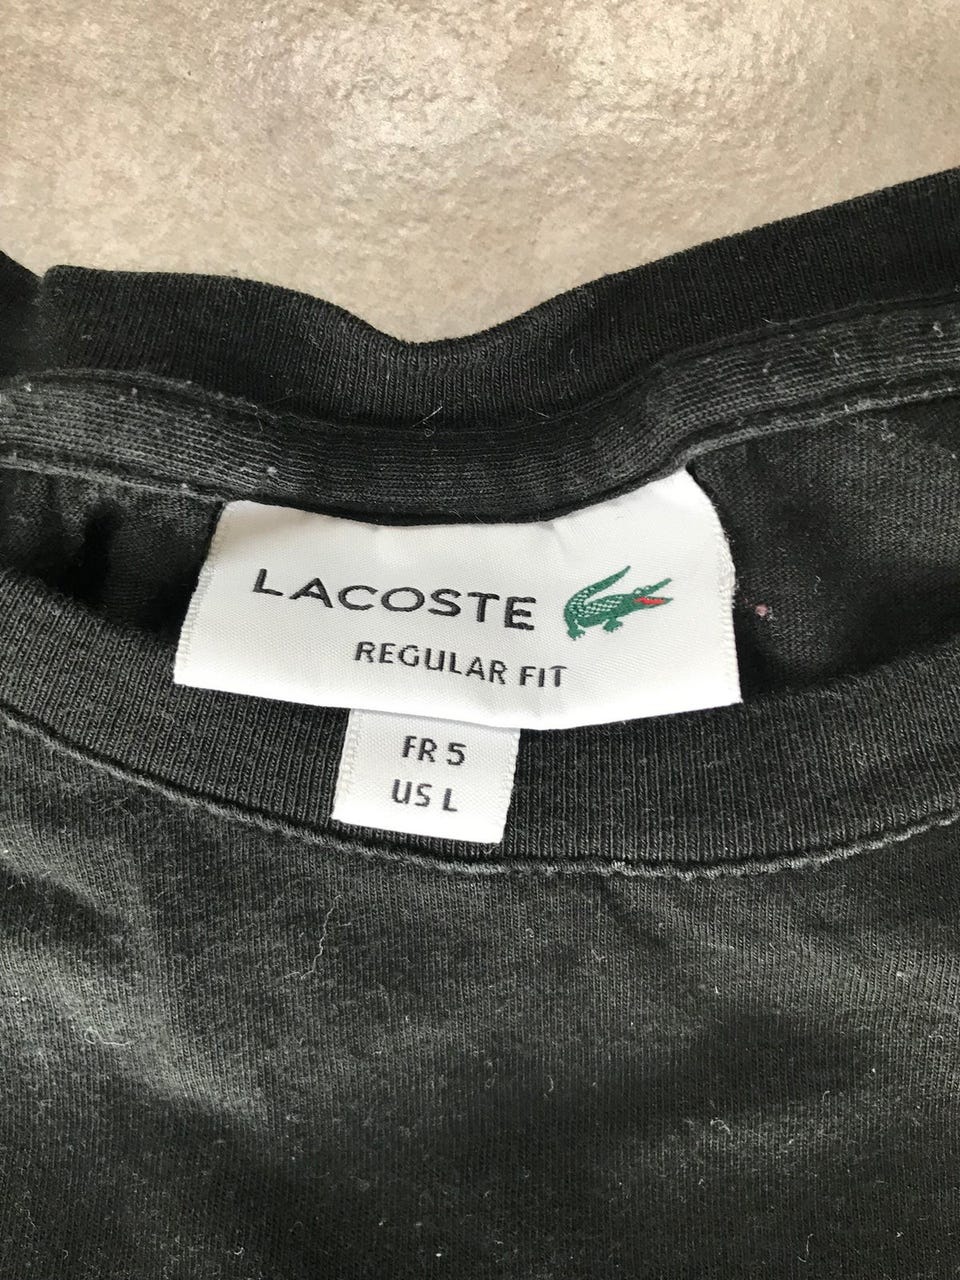 LACOSTE
REGULAR FIT
FR 5
US L